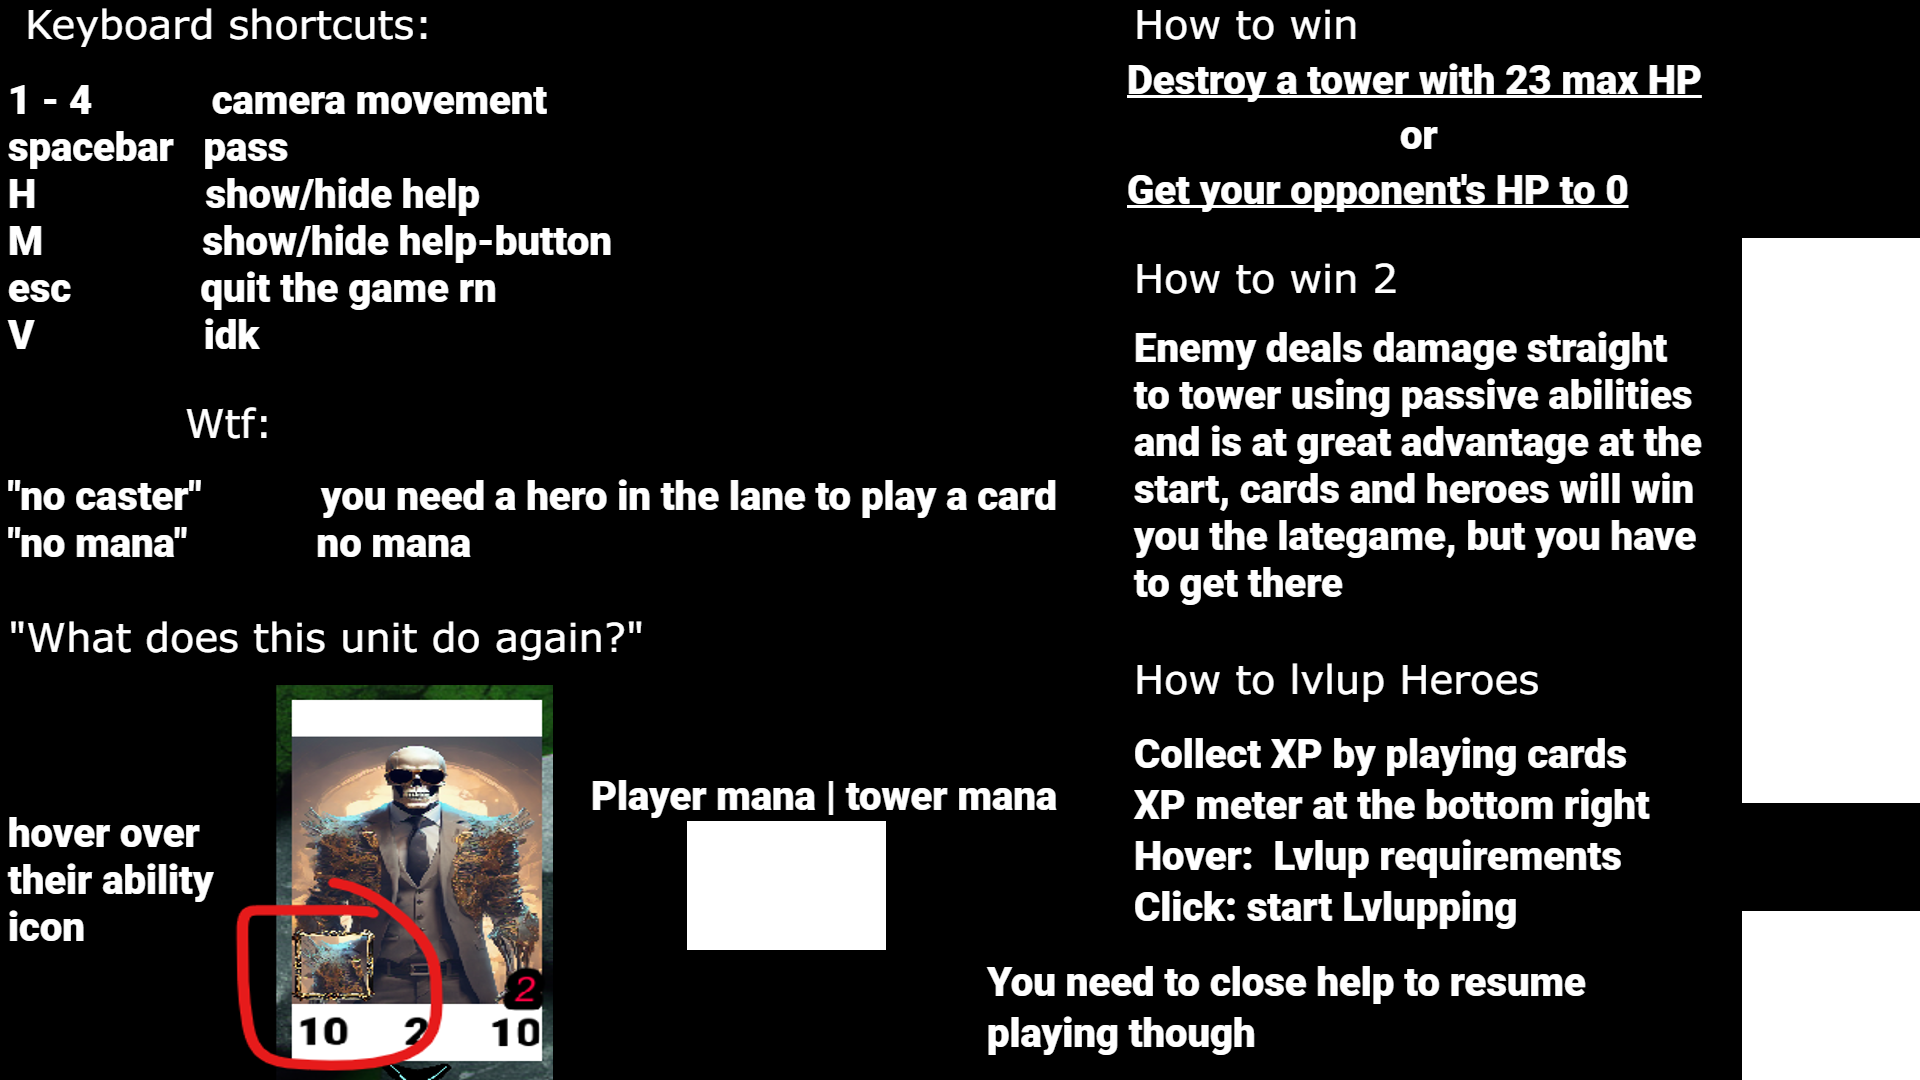 Keyboard shortcuts:
1 - 4 camera movement
spacebar pass
H show/hide help
M show/hide help-button
esc quit the game rn
V idk
Wtf:
"no caster" you need a hero in the lane to play a card
"no mana" no mana
"What does this unit do again?"
hover over
their ability
icon
2
10 2 10
Player mana | tower mana
How to win
Destroy a tower with 23 max HP
or
Get your opponent's HP to 0
How to win 2
Enemy deals damage straight
to tower using passive abilities
and is at great advantage at the
start, cards and heroes will win
you the lategame, but you have
to get there
How to lvlup Heroes
Collect XP by playing cards
XP meter at the bottom right
Hover: Lvlup requirements
Click: start Lvlupping
You need to close help to resume
playing though